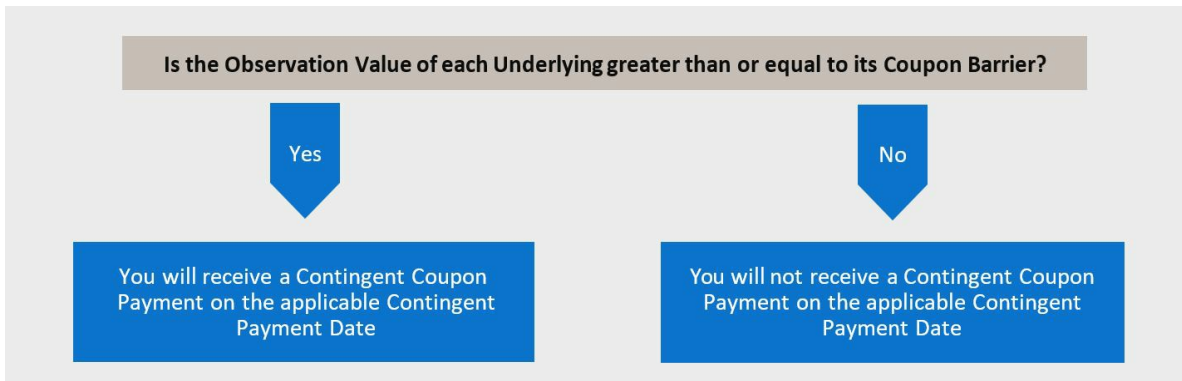 Is the Observation Value of each Underlying greater than or equal to its Coupon Barrier?
Yes
No
You will receive a Contingent Coupon
Payment on the applicable Contingent
Payment Date
You will not receive a Contingent Coupon
Payment on the applicable Contingent
Payment Date